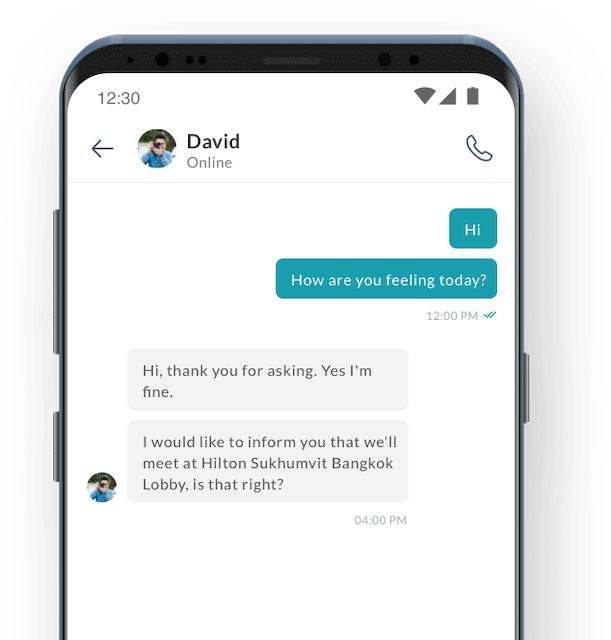 12:30
David
Online
Hi
How are you feeling today?
12:00 PM
Hi, thank you for asking. Yes I'm
fine.
I would like to inform you that we'll
meet at Hilton Sukhumvit Bangkok
Lobby, is that right?
04:00 PM